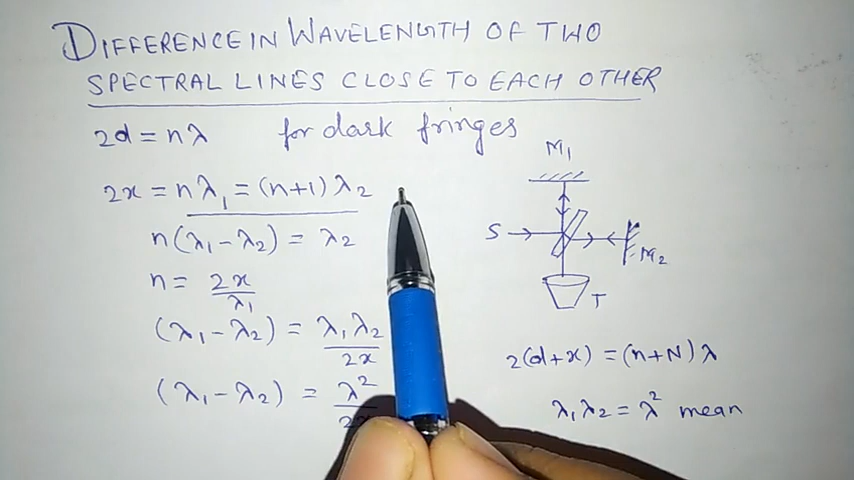 DIFFERENCE IN WAVELENGTH OF TWO
SPECTRAL LINES CLOSE TO EACH OTHER
2d = nλ for dark fringes
2x = nλ₁ = (n+1) λ₂
n(λ₁-λ₂) = λ₂
n = 2x/λ₁
(λ₁-λ₂) = λ₁λ₂/2x
(λ₁-λ₂) = λ²/2x
M₁
S
M₂
T
2(d+x) = (n+N) λ
λ₁λ₂ = λ² mean